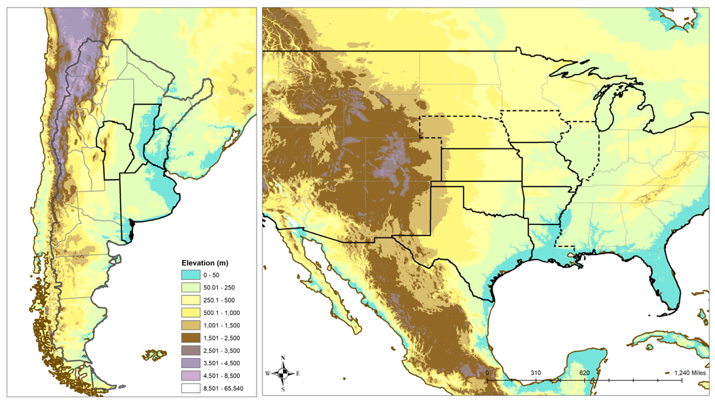 Elevation (m)
0 - 50
50.01 - 250
250.1 - 500
500.1 - 1,000
1,001 - 1,500
1,501 - 2,500
2,501 - 3,500
3,501 - 4,500
4,501 - 8,500
8,501 - 65,540
N
W E
S
0 310 620 1,240 Miles